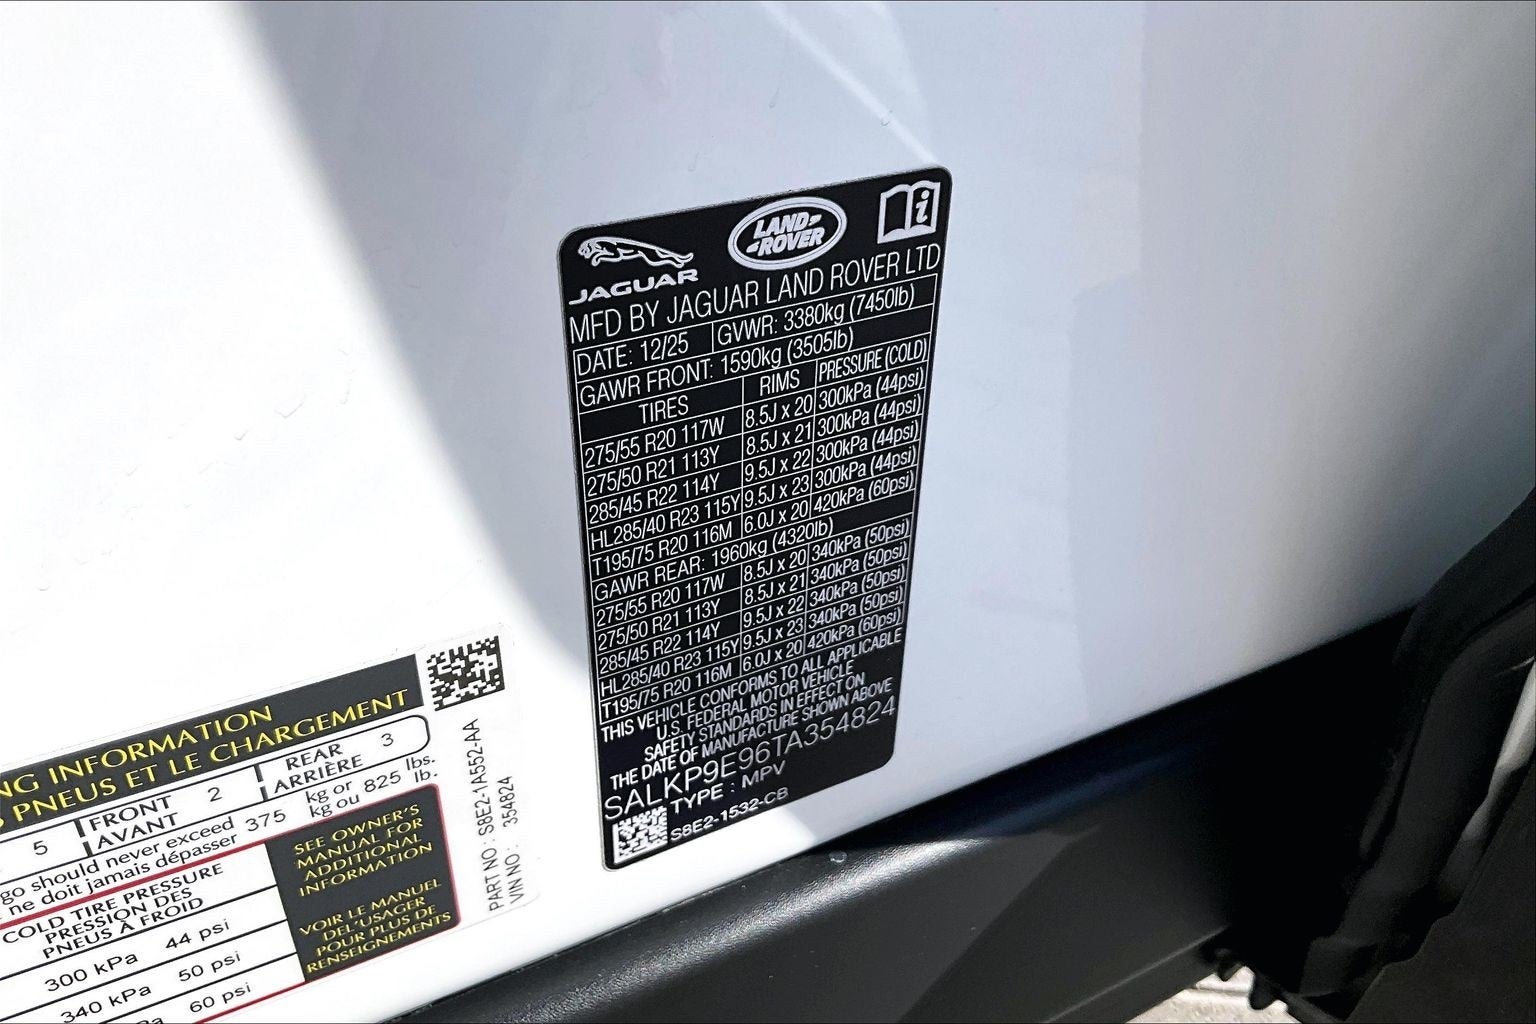 JAGUAR
LAND-
-ROVER
i
MFD BY JAGUAR LAND ROVER LTD
DATE: 12/25 GVWR: 3380kg (7450lb)
GAWR FRONT: 1590kg (3505lb)
TIRES RIMS PRESSURE (COLD)
275/55 R20 117W 8.5J x 20 300kPa (44psi)
275/50 R21 113Y 8.5J x 21 300kPa (44psi)
285/45 R22 114Y 9.5J x 22 300kPa (44psi)
HL285/40 R23 115Y 9.5J x 23 300kPa (44psi)
T195/75 R20 116M 6.0J x 20 420kPa (60psi)
GAWR REAR: 1960kg (4320lb)
275/55 R20 117W 8.5J x 20 340kPa (50psi)
275/50 R21 113Y 8.5J x 21 340kPa (50psi)
285/45 R22 114Y 9.5J x 22 340kPa (50psi)
HL285/40 R23 115Y 9.5J x 23 340kPa (50psi)
T195/75 R20 116M 6.0J x 20 420kPa (60psi)
THIS VEHICLE CONFORMS TO ALL APPLICABLE
U.S. FEDERAL MOTOR VEHICLE
SAFETY STANDARDS IN EFFECT ON
THE DATE OF MANUFACTURE SHOWN ABOVE
SALKP9E96TA354824
TYPE : MPV
S8E2-1532-CB
NG INFORMATION
PNEUS ET LE CHARGEMENT
5 FRONT 2 REAR 3
AVANT ARRIÈRE
go should never exceed 375 kg or 825 lbs.
ne doit jamais dépasser kg ou lb.
COLD TIRE PRESSURE
PRESSION DES
PNEUS À FROID
300 kPa 44 psi
340 kPa 50 psi
60 psi
SEE OWNER'S
MANUAL FOR
ADDITIONAL
INFORMATION
VOIR LE MANUEL
DEL'USAGER
POUR PLUS DE
RENSEIGNEMENTS
PART NO : S8E2-1A552-AA
VIN NO : 354824